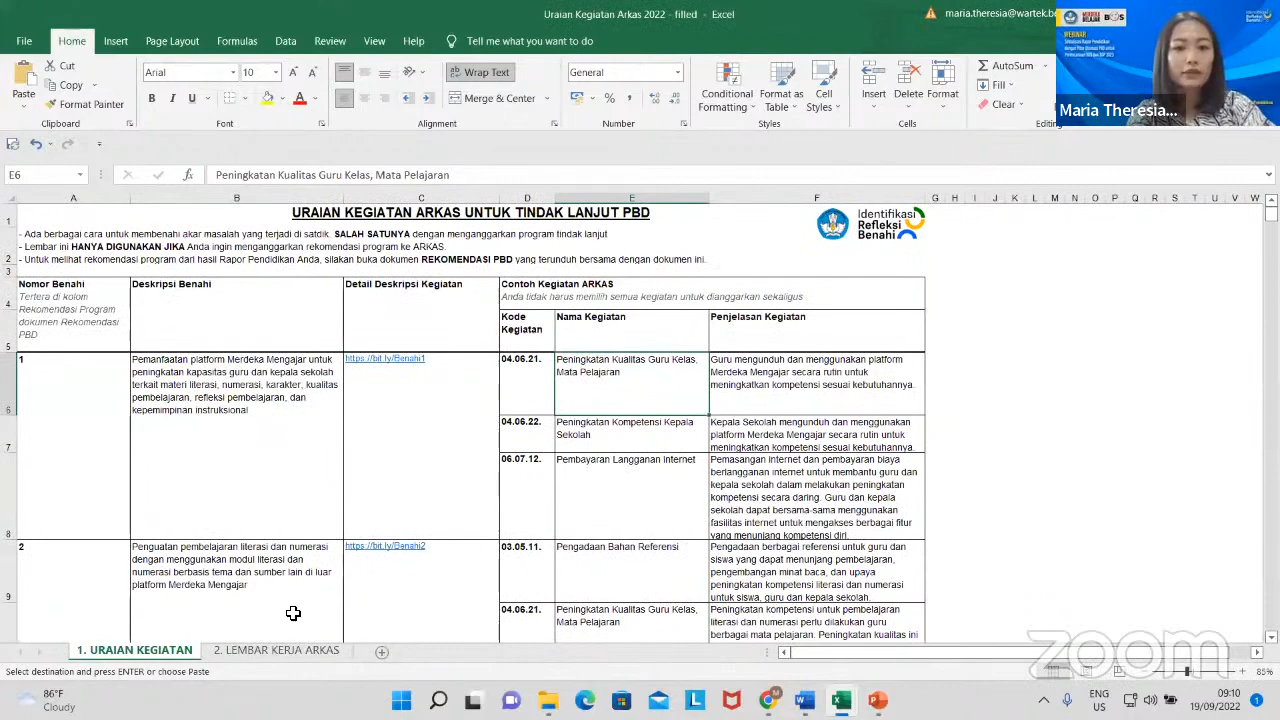 Uraian Kegiatan Arkas 2022 - filled - Excel
maria.theresia@wartek.be
File Home Insert Page Layout Formulas Data Review Help Tell me what you want to do
Paste
Cut
Copy
Clipboard
Arial 10
B I U
Font
Wrap Text
Merge & Center
Alignment
General
Number
Conditional Formatting
Format as Table
Cell Styles
Styles
Insert Delete Format
Cells
AutoSum
Fill
Clear
MERDEKA BELAJAR
WEBINAR
Identifikasi Refleksi Benahi
Maria Theresia...
E6
Peningkatan Kualitas Guru Kelas, Mata Pelajaran
A B C D E F G H I J K L M N O P Q R S T U V W
1 URAIAN KEGIATAN ARKAS UNTUK TINDAK LANJUT PBD
- Ada berbagai cara untuk membenahi akar masalah yang terjadi di satdik. SALAH SATUNYA dengan menganggarkan program tindak lanjut
- Lembar ini HANYA DIGUNAKAN JIKA Anda ingin menganggarkan rekomendasi program ke ARKAS.
2 - Untuk melihat rekomendasi program dari hasil Rapor Pendidikan Anda, silakan buka dokumen REKOMENDASI PBD yang terunduh bersama dengan dokumen ini.
Identifikasi
Refleksi
Benahi
3
4
5
Nomor Benahi
Tertera di kolom
Rekomendasi Program
dokumen Rekomendasi
PBD
Deskripsi Benahi
Detail Deskripsi Kegiatan
Contoh Kegiatan ARKAS
Anda tidak harus memilih semua kegiatan untuk dianggarkan sekaligus
Kode
Kegiatan
Nama Kegiatan
Penjelasan Kegiatan
6
1
Pemanfaatan platform Merdeka Mengajar untuk
peningkatan kapasitas guru dan kepala sekolah
terkait materi literasi, numerasi, karakter, kualitas
pembelajaran, refleksi pembelajaran, dan
kepemimpinan instruksional
https://bit.ly/Benahi1
04.06.21.
Peningkatan Kualitas Guru Kelas,
Mata Pelajaran
Guru mengunduh dan menggunakan platform
Merdeka Mengajar secara rutin untuk
meningkatkan kompetensi sesuai kebutuhannya.
7
04.06.22.
Peningkatan Kompetensi Kepala
Sekolah
Kepala Sekolah mengunduh dan menggunakan
platform Merdeka Mengajar secara rutin untuk
meningkatkan kompetensi sesuai kebutuhannya.
8
06.07.12.
Pembayaran Langganan Internet
Pemasangan internet dan pembayaran biaya
berlangganan internet untuk membantu guru dan
kepala sekolah dalam melakukan peningkatan
kompetensi secara daring. Guru dan kepala
sekolah dapat bersama-sama menggunakan
fasilitas internet untuk mengakses berbagai fitur
yang menunjang kompetensi diri.
9
2
Penguatan pembelajaran literasi dan numerasi
dengan menggunakan modul literasi dan
numerasi berbasis tema dan sumber lain di luar
platform Merdeka Mengajar
https://bit.ly/Benahi2
03.05.11.
Pengadaan Bahan Referensi
Pengadaan berbagai referensi untuk guru dan
siswa yang dapat menunjang pembelajaran,
pengembangan minat baca, dan upaya
peningkatan kompetensi literasi dan numerasi
untuk siswa, guru dan kepala sekolah.
04.06.21.
Peningkatan Kualitas Guru Kelas,
Mata Pelajaran
Peningkatan kompetensi untuk pembelajaran
literasi dan numerasi perlu dilakukan guru
berbagai mata pelajaran. Peningkatan kualitas ini
1. URAIAN KEGIATAN 2. LEMBAR KERJA ARKAS
zoom
Select destination and press ENTER or choose Paste
85%
86°F
Cloudy
ENG
US
09:10
19/09/2022
1